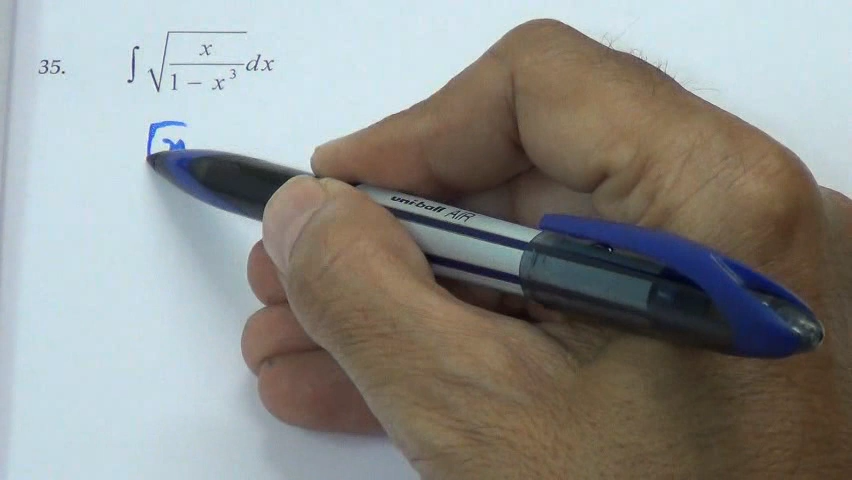 35. ∫ √(x / (1 − x³)) dx
√x
uni-ball AIR